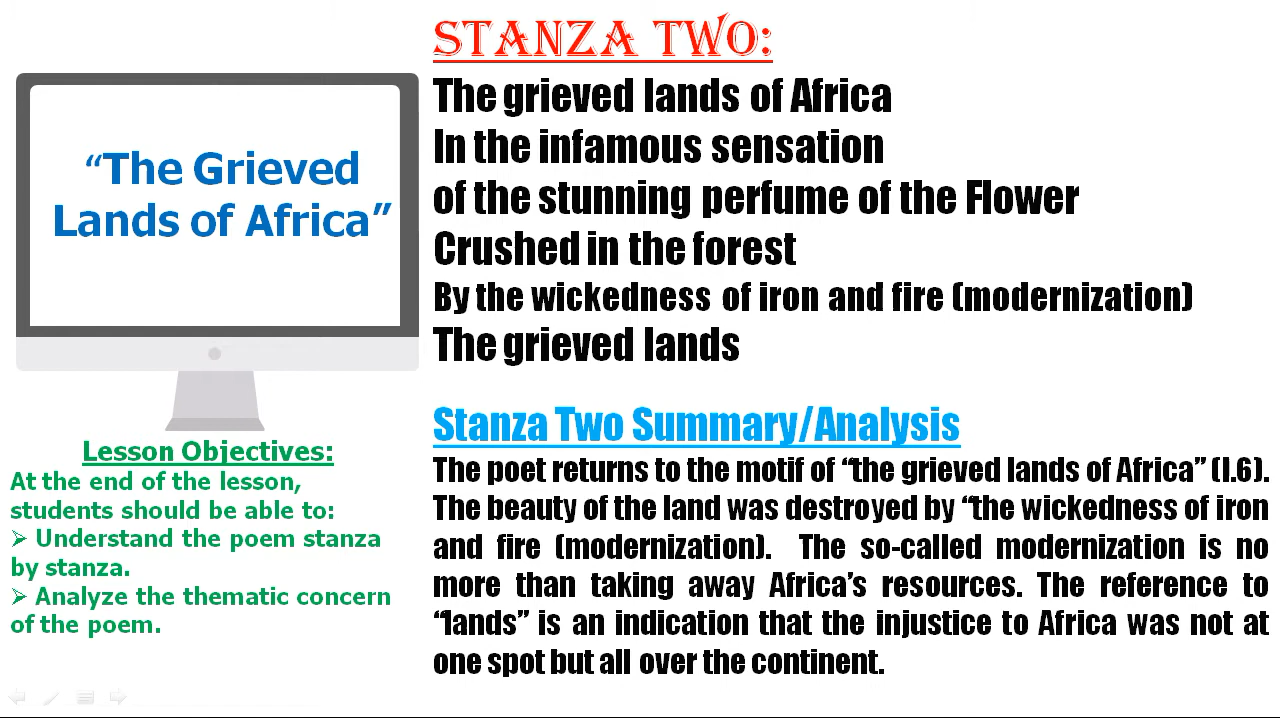 STANZA TWO:
The grieved lands of Africa
In the infamous sensation
of the stunning perfume of the Flower
Crushed in the forest
By the wickedness of iron and fire (modernization)
The grieved lands
“The Grieved
Lands of Africa”
Stanza Two Summary/Analysis
The poet returns to the motif of “the grieved lands of Africa” (l.6).
The beauty of the land was destroyed by “the wickedness of iron
and fire (modernization). The so-called modernization is no
more than taking away Africa’s resources. The reference to
“lands” is an indication that the injustice to Africa was not at
one spot but all over the continent.
Lesson Objectives:
At the end of the lesson,
students should be able to:
➢ Understand the poem stanza
by stanza.
➢ Analyze the thematic concern
of the poem.